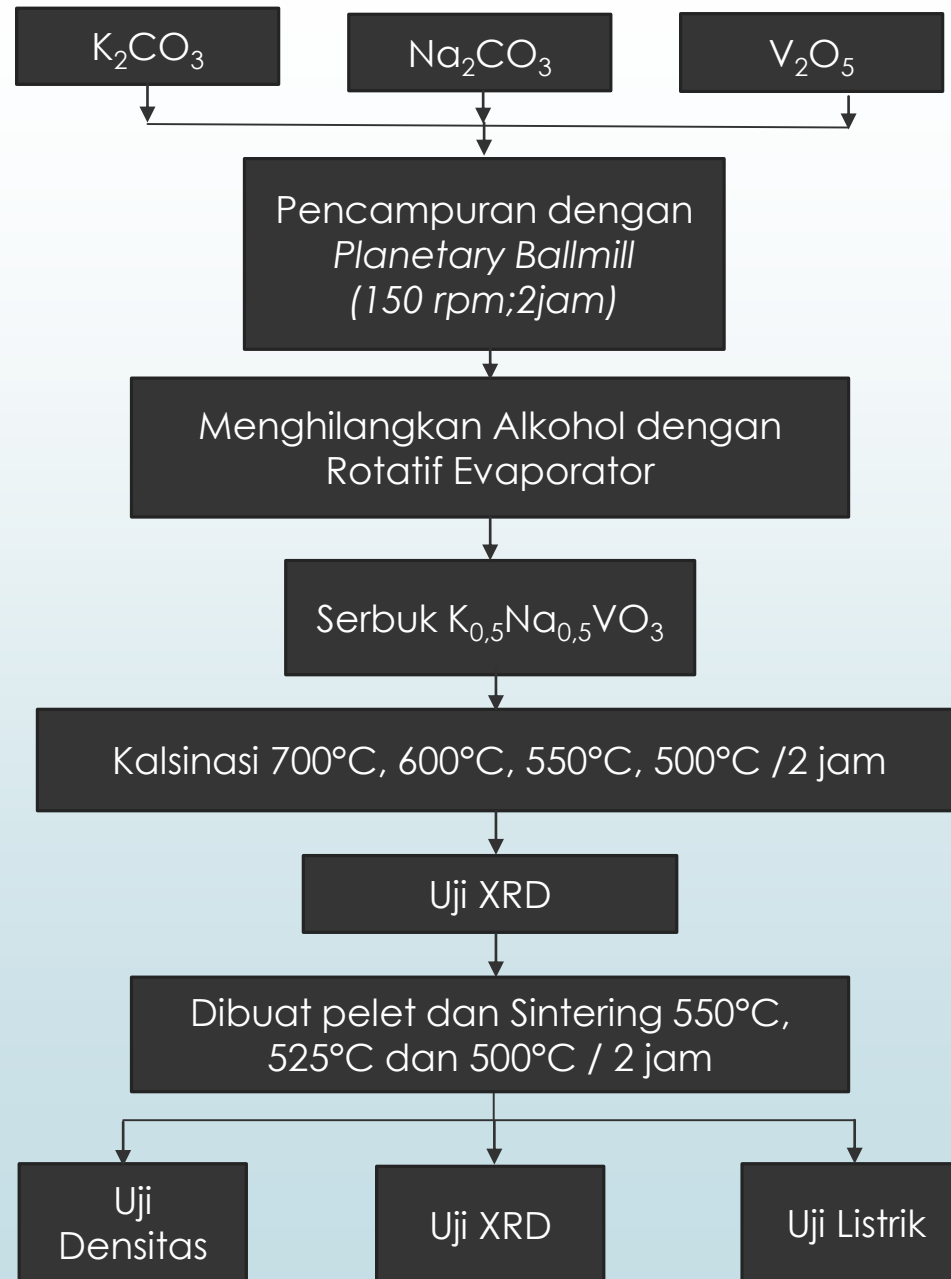 K₂CO₃
Na₂CO₃
V₂O₅
Pencampuran dengan
Planetary Ballmill
(150 rpm;2jam)
Menghilangkan Alkohol dengan
Rotatif Evaporator
Serbuk K₀,₅Na₀,₅VO₃
Kalsinasi 700°C, 600°C, 550°C, 500°C /2 jam
Uji XRD
Dibuat pelet dan Sintering 550°C,
525°C dan 500°C / 2 jam
Uji
Densitas
Uji XRD
Uji Listrik